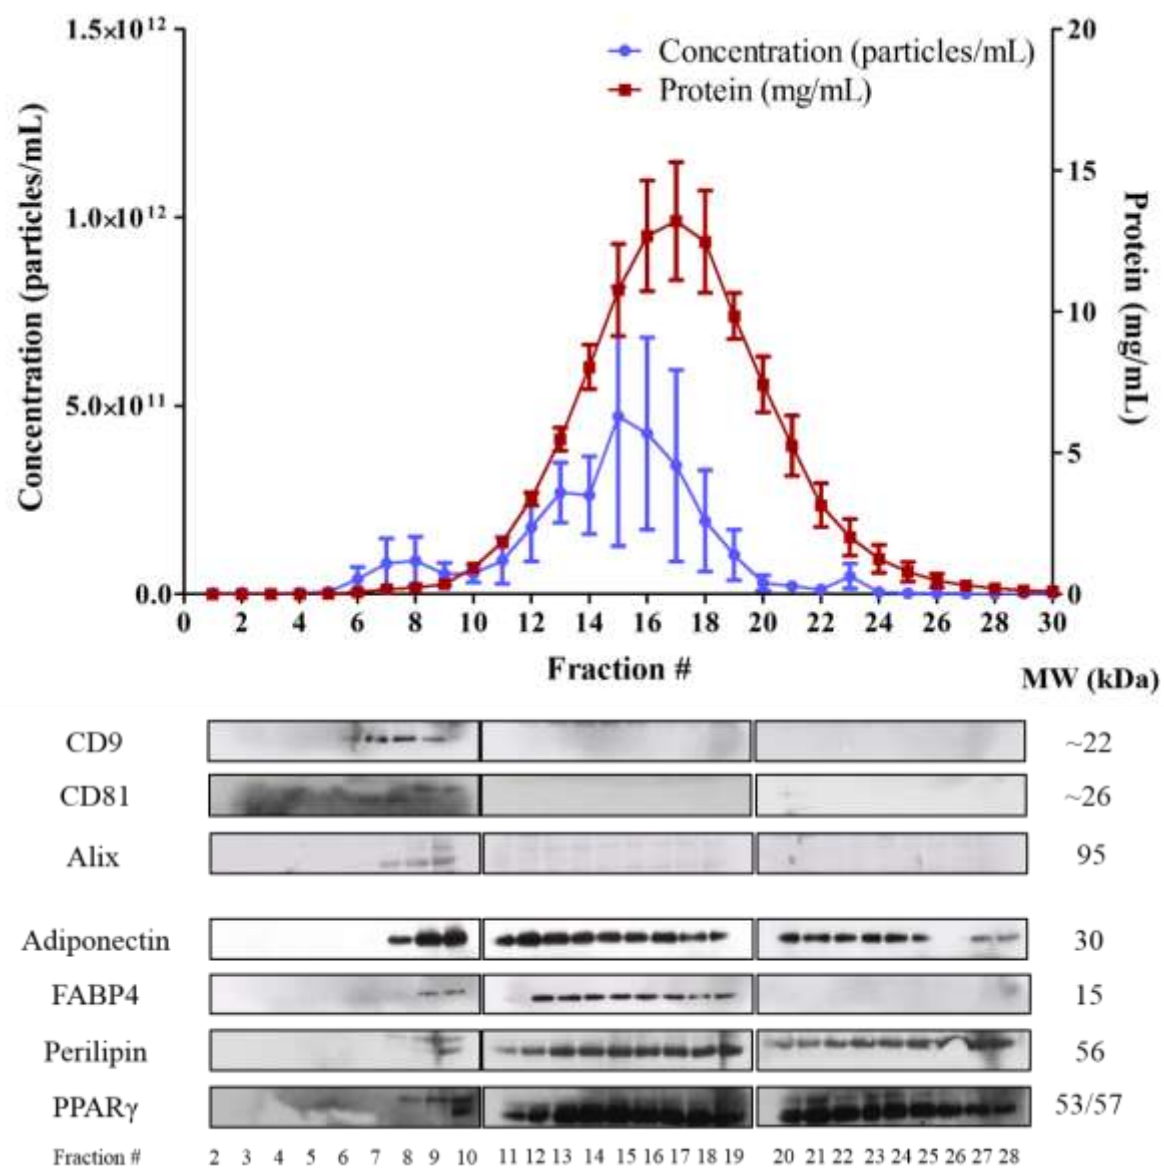 1.5×10¹²
1.0×10¹²
5.0×10¹¹
0.0
Concentration (particles/mL)
Concentration (particles/mL)
Protein (mg/mL)
20
15
10
5
0
Protein (mg/mL)
0 2 4 6 8 10 12 14 16 18 20 22 24 26 28 30
Fraction #
MW (kDa)
CD9 ~22
CD81 ~26
Alix 95
Adiponectin 30
FABP4 15
Perilipin 56
PPARγ 53/57
Fraction # 2 3 4 5 6 7 8 9 10 11 12 13 14 15 16 17 18 19 20 21 22 23 24 25 26 27 28